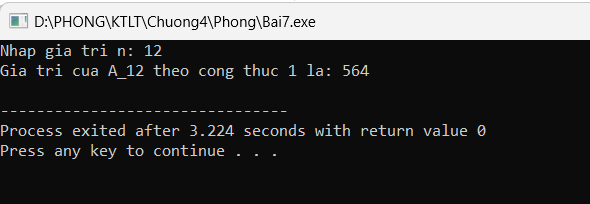 D:\PHONG\KTLT\Chuong4\Phong\Bai7.exe
Nhap gia tri n: 12
Gia tri cua A_12 theo cong thuc 1 la: 564
--------------------------------
Process exited after 3.224 seconds with return value 0
Press any key to continue . . .